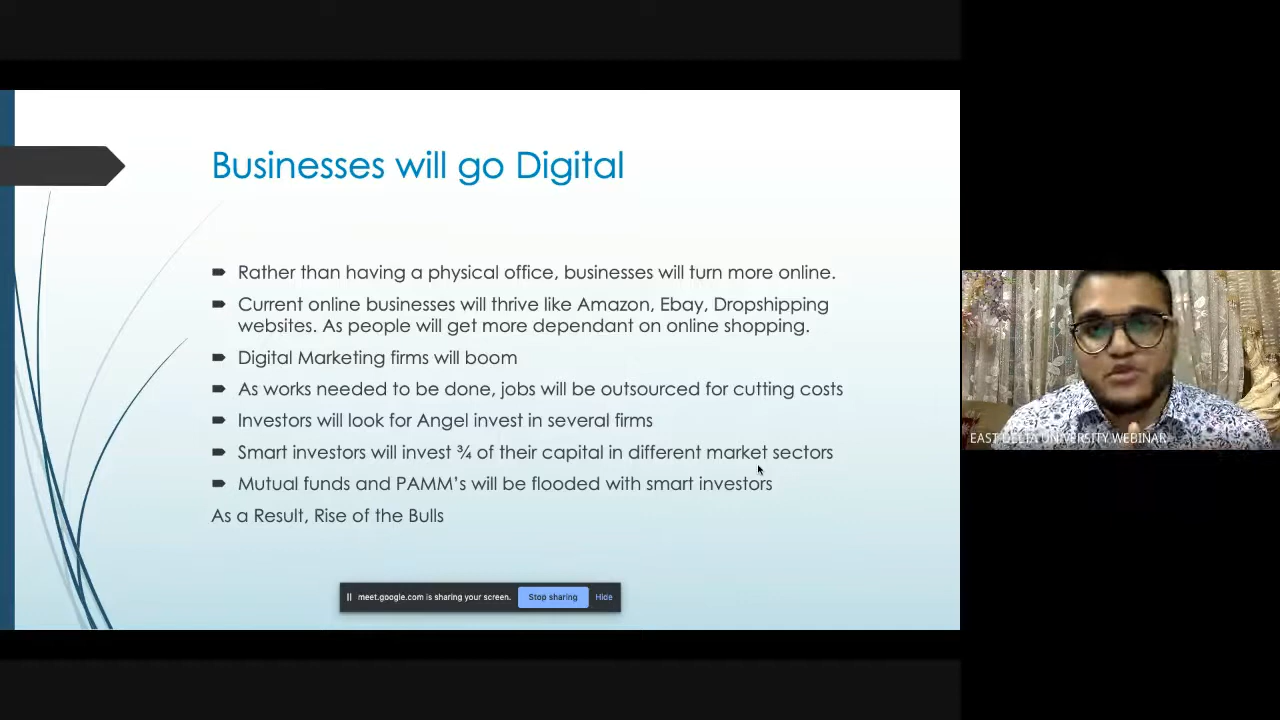 Businesses will go Digital
Rather than having a physical office, businesses will turn more online.
Current online businesses will thrive like Amazon, Ebay, Dropshipping
websites. As people will get more dependant on online shopping.
Digital Marketing firms will boom
As works needed to be done, jobs will be outsourced for cutting costs
Investors will look for Angel invest in several firms
Smart investors will invest ¾ of their capital in different market sectors
Mutual funds and PAMM’s will be flooded with smart investors
As a Result, Rise of the Bulls
meet.google.com is sharing your screen. Stop sharing Hide
EAST DELTA UNIVERSITY WEBINAR